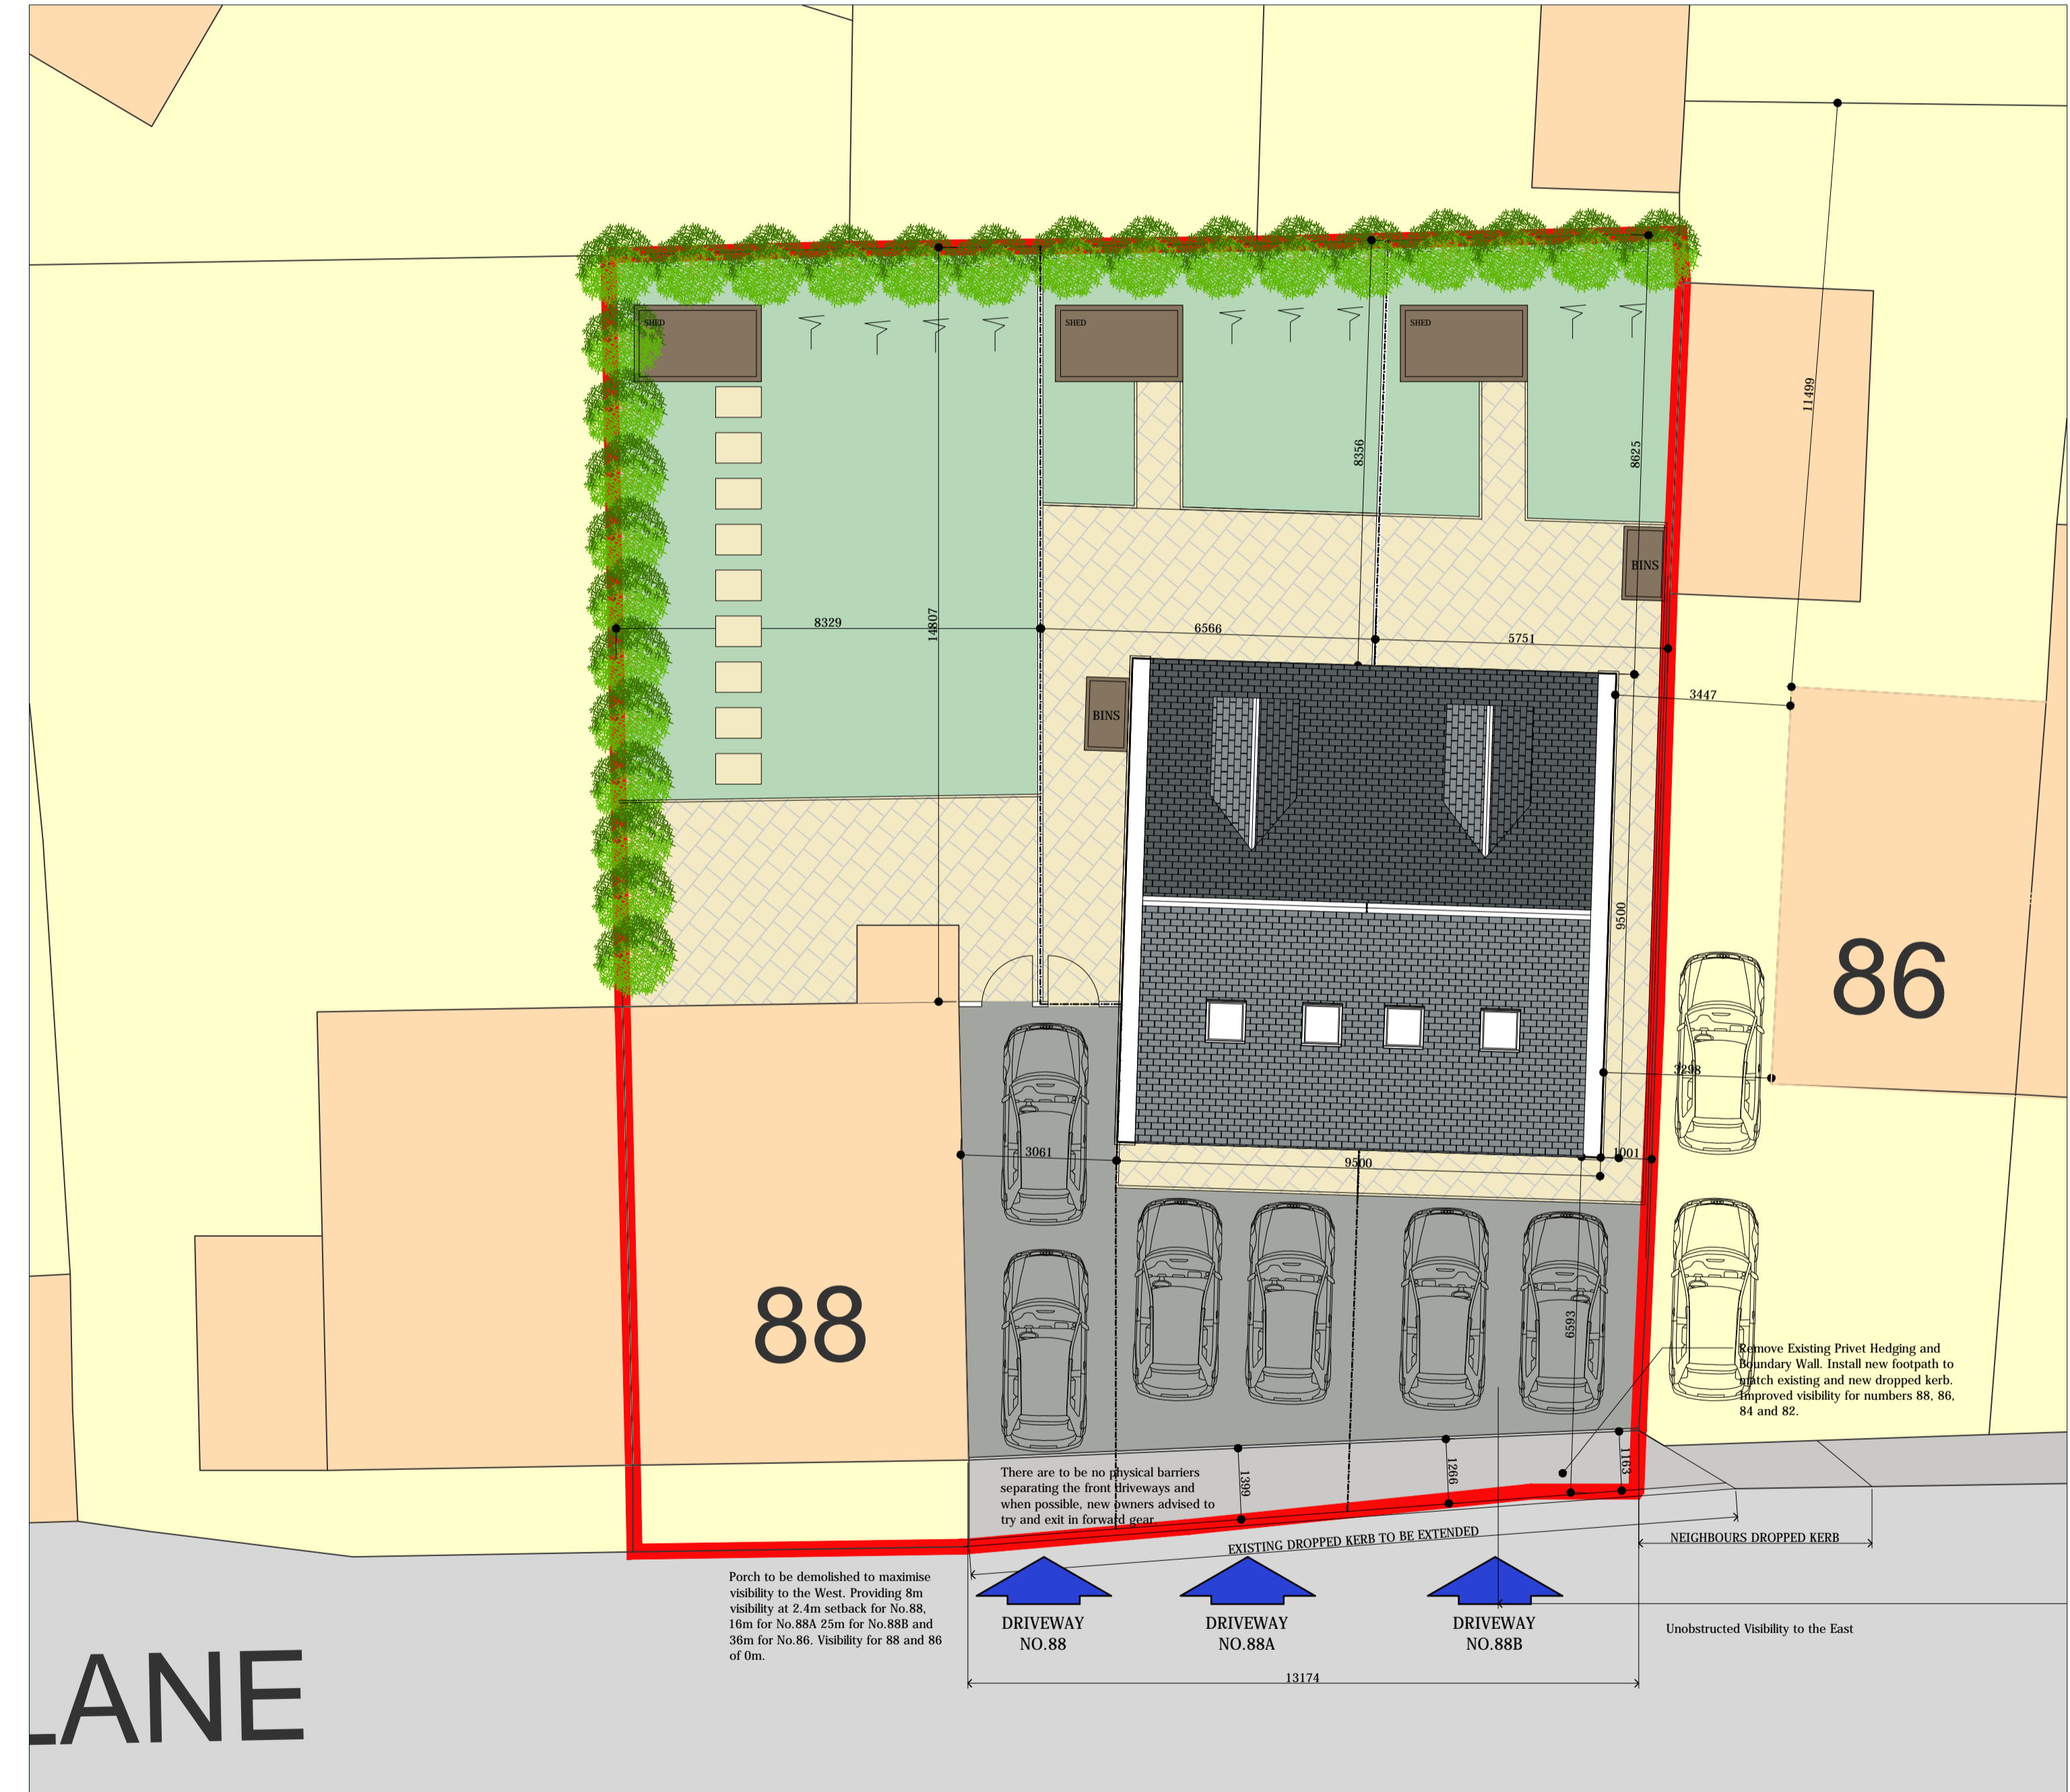 SHED
SHED
SHED
11499
8356
8625
BINS
8329
14807
6566
5751
3447
BINS
9500
86
3298
3061
9500
1001
88
6593
Remove Existing Privet Hedging and
Boundary Wall. Install new footpath to
match existing and new dropped kerb.
Improved visibility for numbers 88, 86,
84 and 82.
There are to be no physical barriers
separating the front driveways and
when possible, new owners advised to
try and exit in forward gear.
1399
1266
1163
EXISTING DROPPED KERB TO BE EXTENDED
NEIGHBOURS DROPPED KERB
Porch to be demolished to maximise
visibility to the West. Providing 8m
visibility at 2.4m setback for No.88,
16m for No.88A 25m for No.88B and
36m for No.86. Visibility for 88 and 86
of 0m.
DRIVEWAY
NO.88
DRIVEWAY
NO.88A
DRIVEWAY
NO.88B
Unobstructed Visibility to the East
13174
LANE